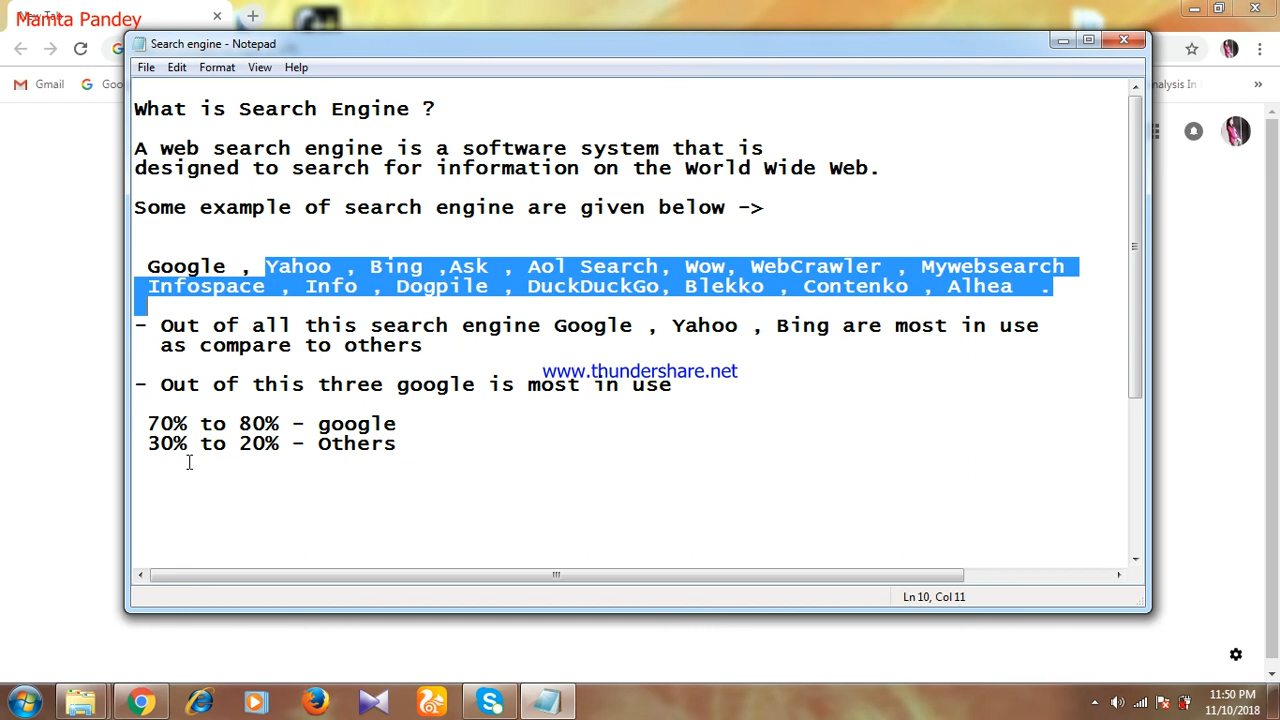 Mamta Pandey
Search engine - Notepad
File Edit Format View Help
Gmail
What is Search Engine ?
A web search engine is a software system that is
designed to search for information on the World Wide Web.
Some example of search engine are given below ->
Google , Yahoo , Bing ,Ask , Aol Search, Wow, WebCrawler , Mywebsearch
Infospace , Info , Dogpile , DuckDuckGo, Blekko , Contenko , Alhea .
- Out of all this search engine Google , Yahoo , Bing are most in use
as compare to others
www.thundershare.net
- Out of this three google is most in use
70% to 80% - google
30% to 20% - Others
Ln 10, Col 11
11:50 PM
11/10/2018